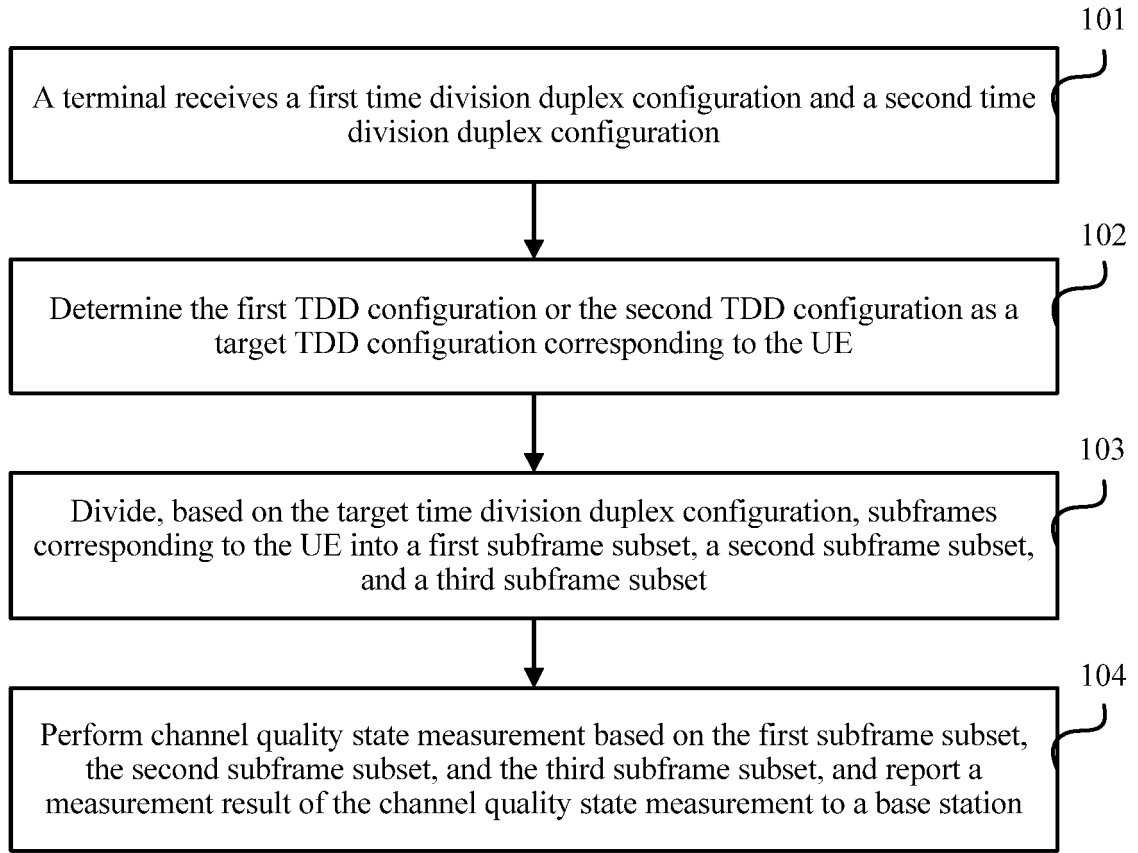 101
A terminal receives a first time division duplex configuration and a second time
division duplex configuration
102
Determine the first TDD configuration or the second TDD configuration as a
target TDD configuration corresponding to the UE
103
Divide, based on the target time division duplex configuration, subframes
corresponding to the UE into a first subframe subset, a second subframe subset,
and a third subframe subset
104
Perform channel quality state measurement based on the first subframe subset,
the second subframe subset, and the third subframe subset, and report a
measurement result of the channel quality state measurement to a base station